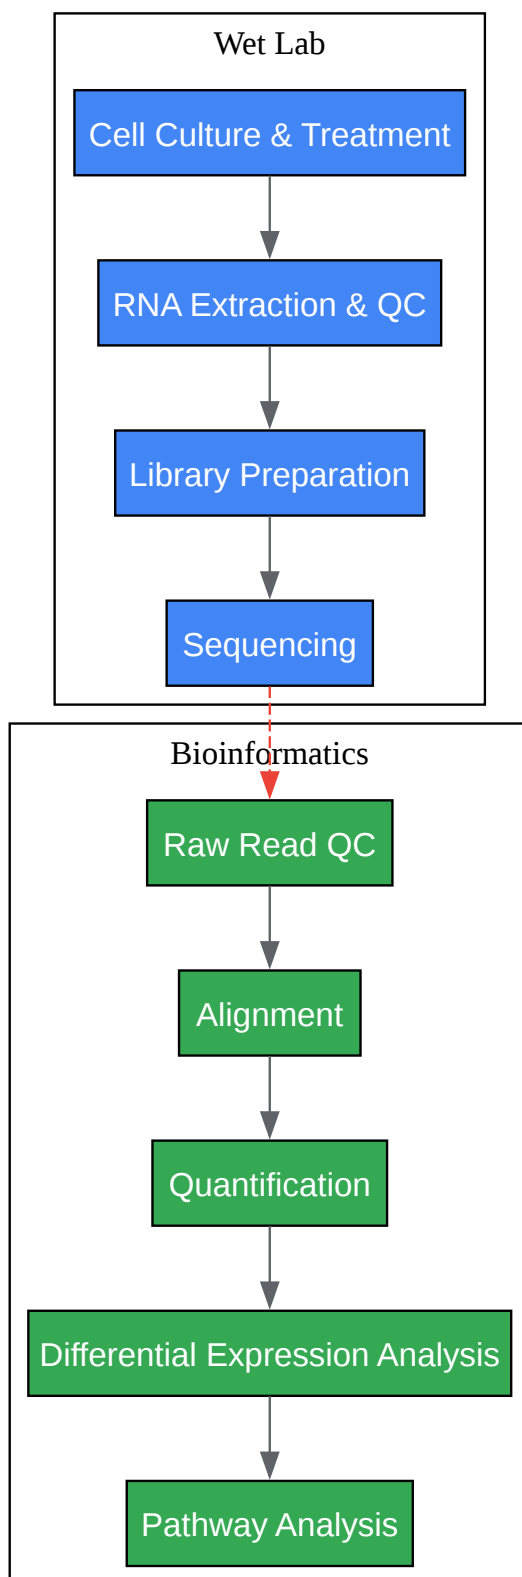 Wet Lab
Cell Culture & Treatment
RNA Extraction & QC
Library Preparation
Sequencing
Bioinformatics
Raw Read QC
Alignment
Quantification
Differential Expression Analysis
Pathway Analysis